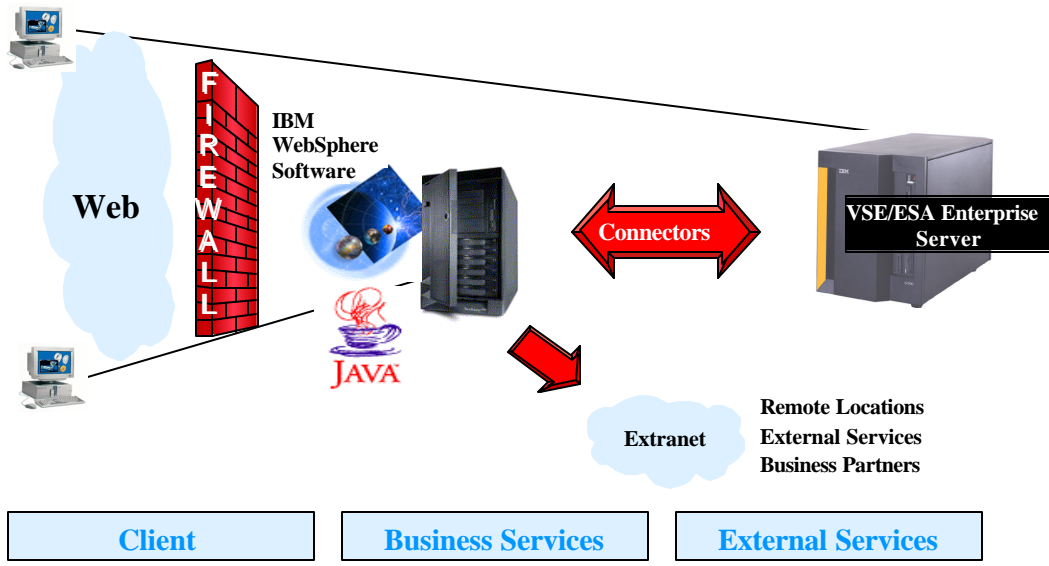 FIREWALL
IBM
WebSphere
Software
Web
JAVA
Connectors
IBM
VSE/ESA Enterprise
Server
Extranet
Remote Locations
External Services
Business Partners
Client
Business Services
External Services